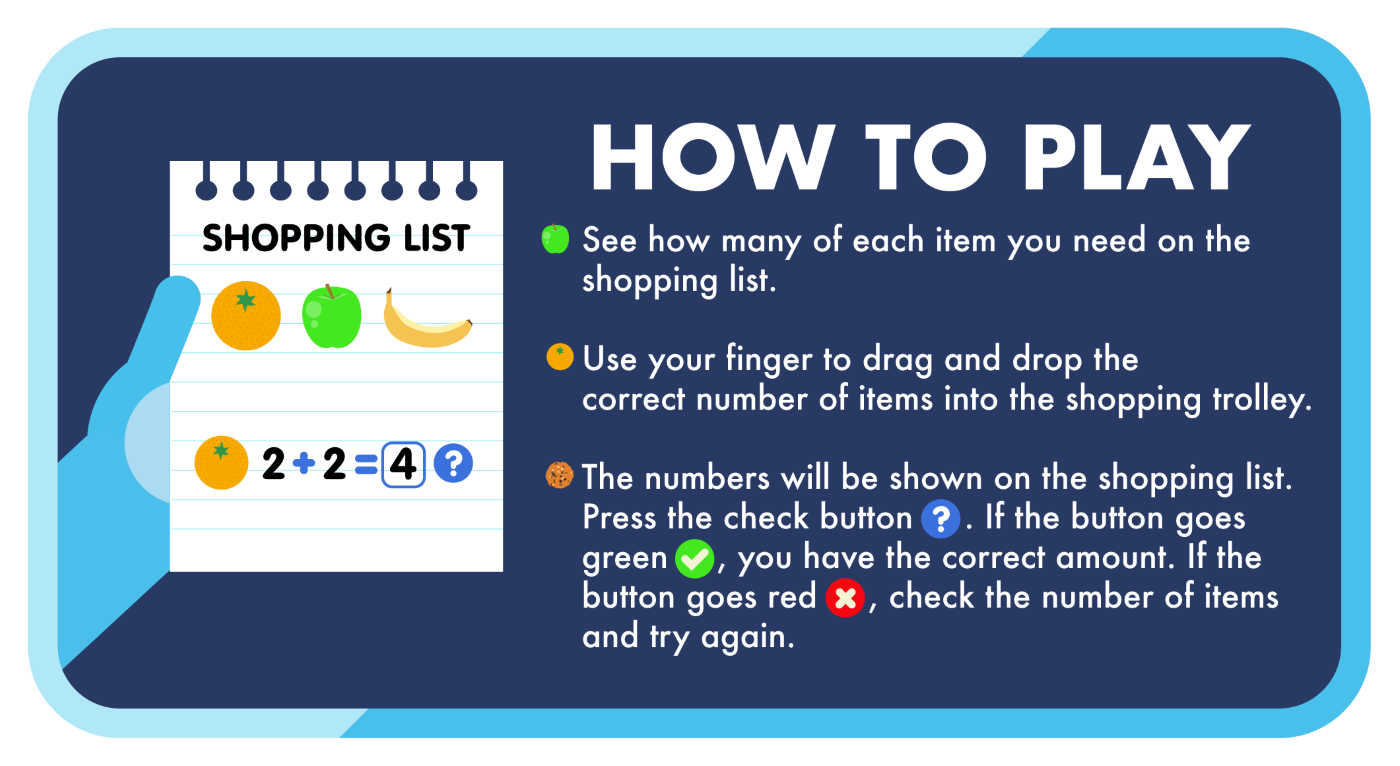 SHOPPING LIST
2+2=4 ?
HOW TO PLAY
See how many of each item you need on the
shopping list.
Use your finger to drag and drop the
correct number of items into the shopping trolley.
The numbers will be shown on the shopping list.
Press the check button ?. If the button goes
green ✓, you have the correct amount. If the
button goes red ✖, check the number of items
and try again.